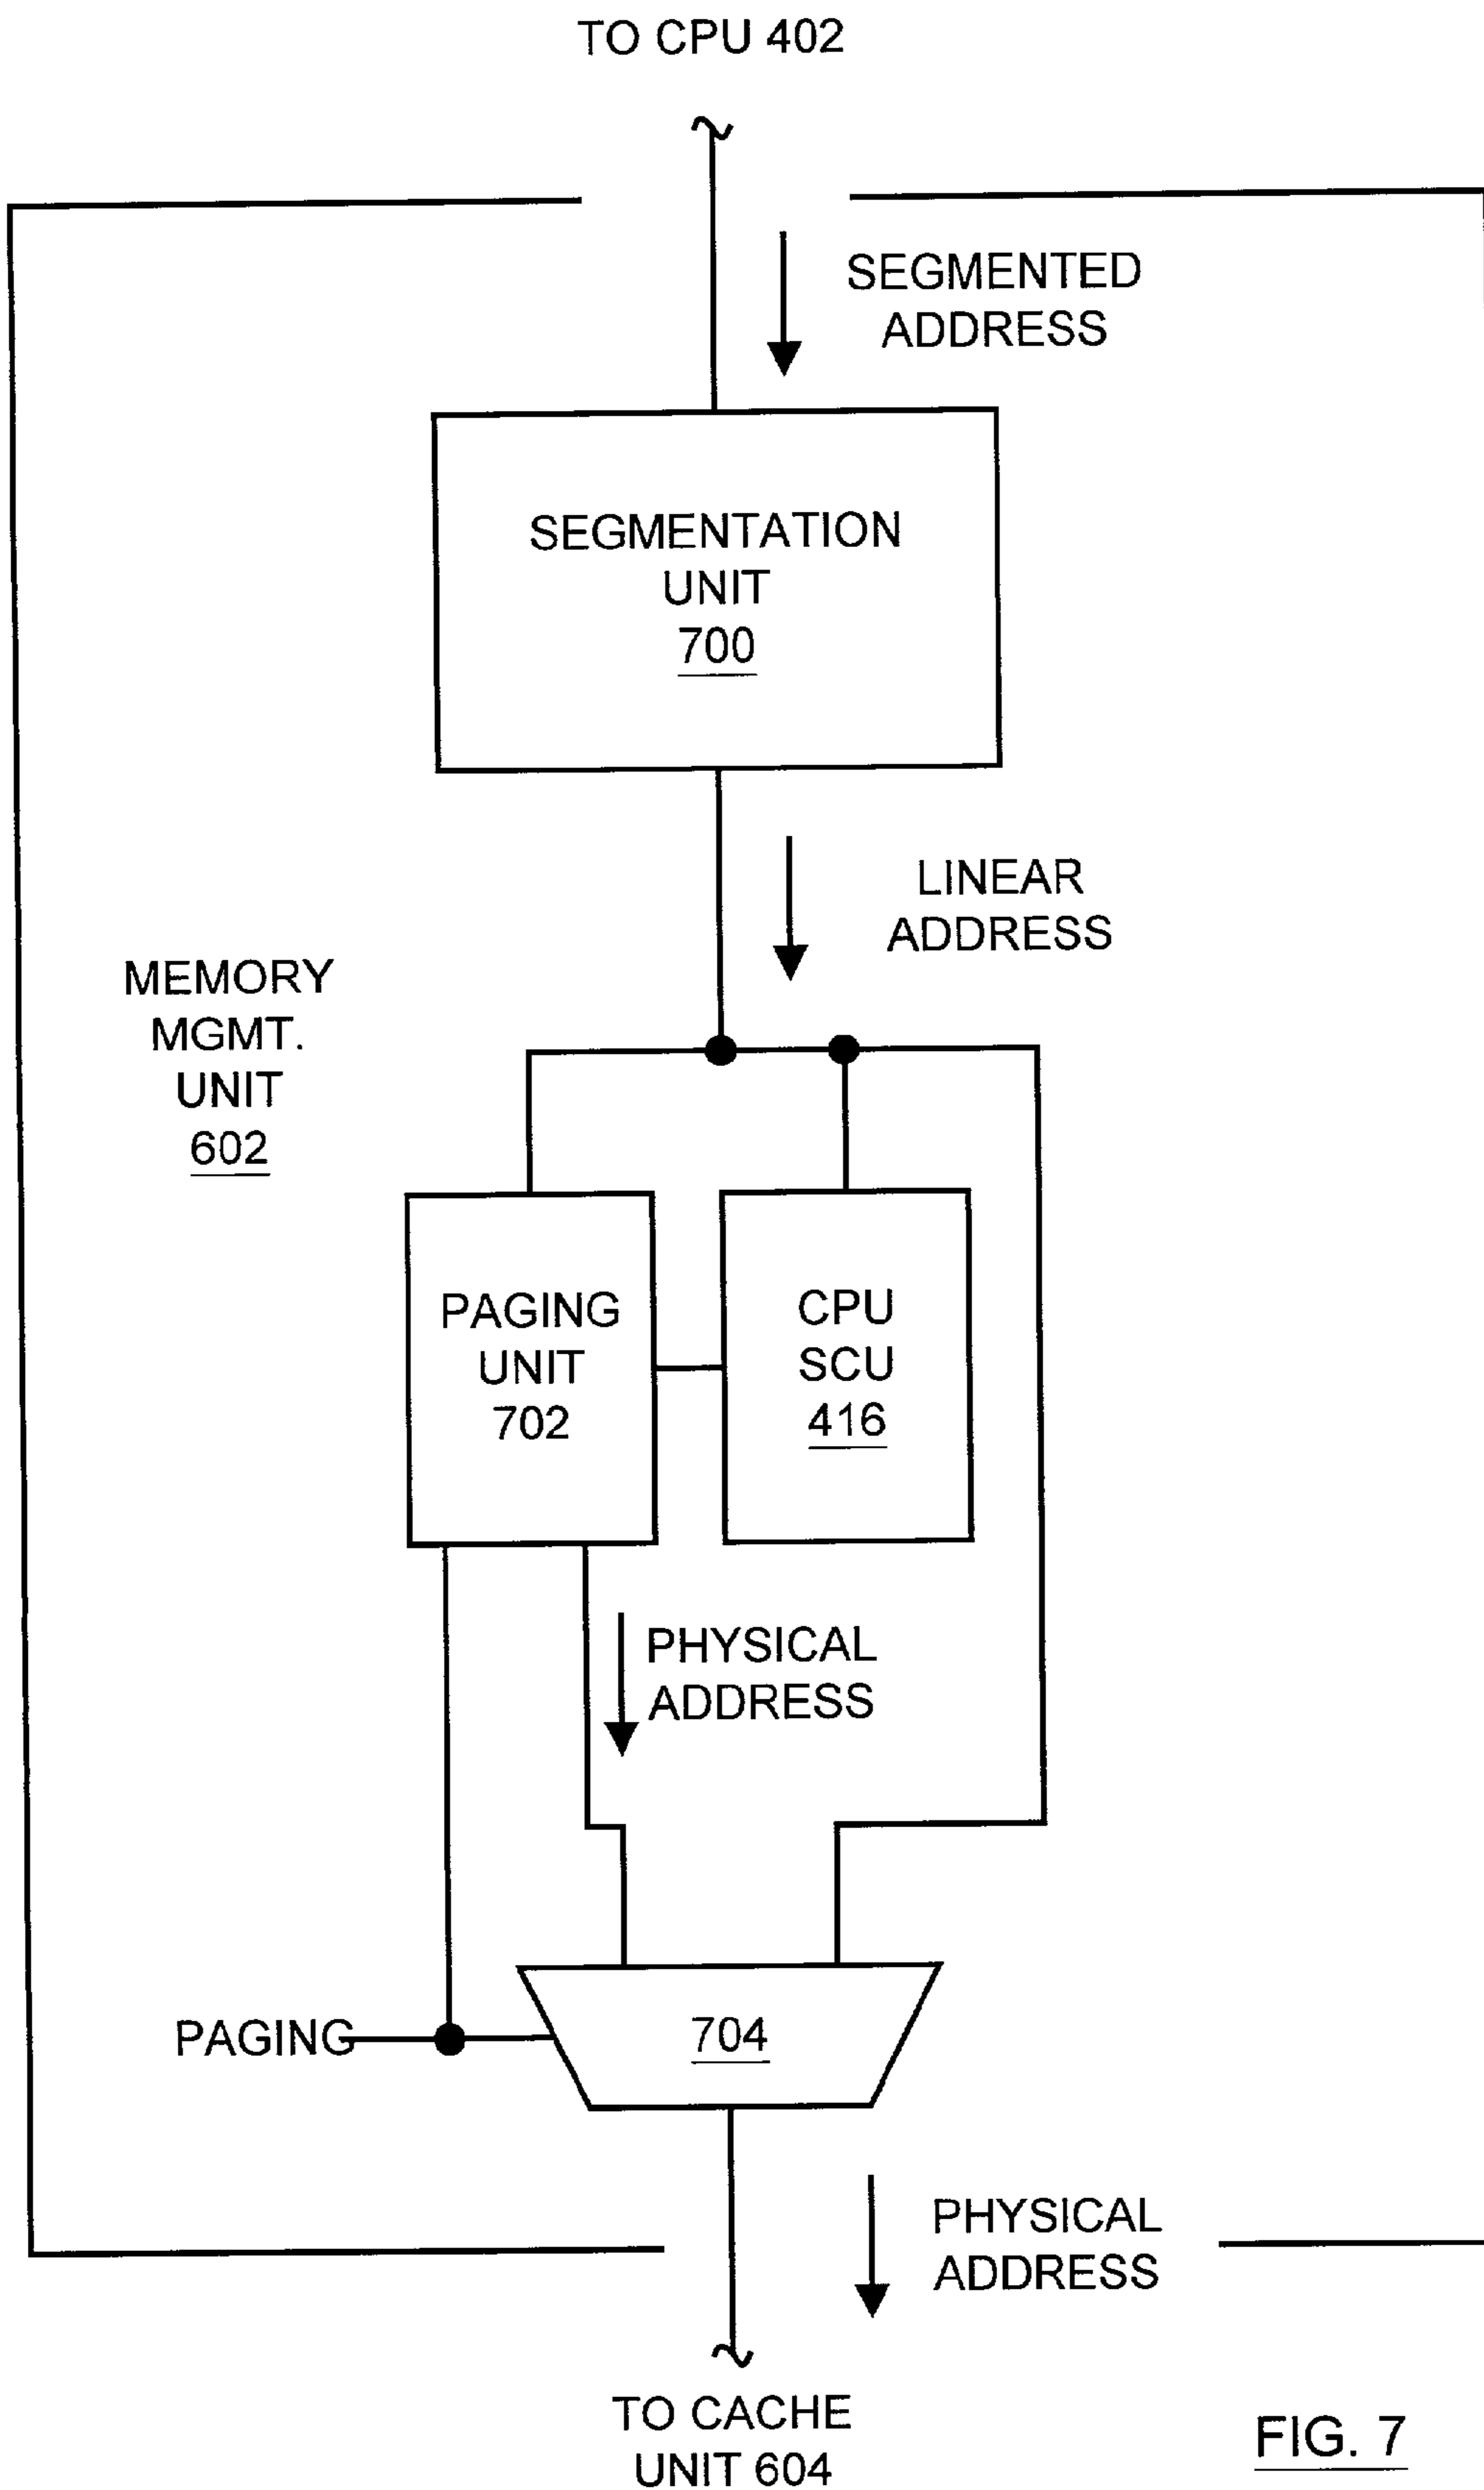 TO CPU 402
SEGMENTED
ADDRESS
SEGMENTATION
UNIT
700
LINEAR
ADDRESS
MEMORY
MGMT.
UNIT
602
PAGING
UNIT
702
CPU
SCU
416
PHYSICAL
ADDRESS
PAGING
704
PHYSICAL
ADDRESS
TO CACHE
UNIT 604
FIG. 7